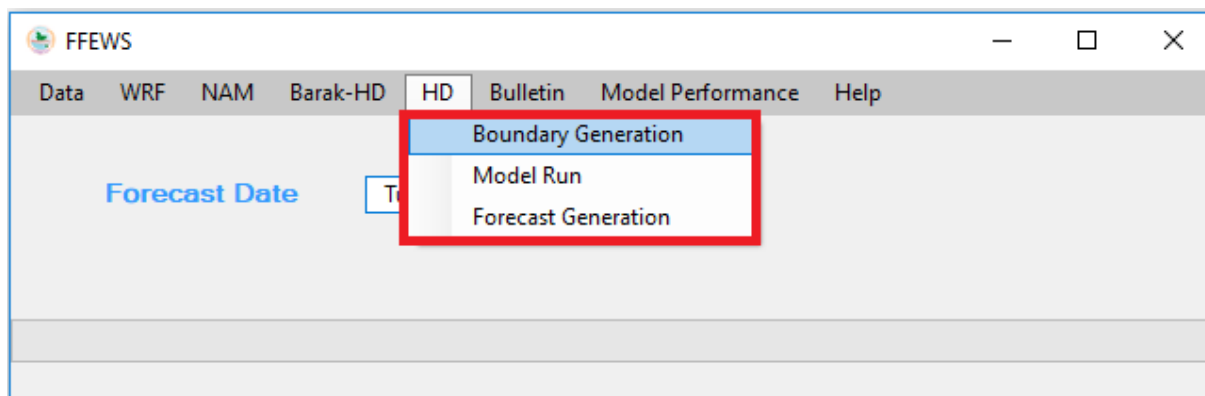 FFEWS
Data WRF NAM Barak-HD HD Bulletin Model Performance Help
Boundary Generation
Model Run
Forecast Date
Forecast Generation